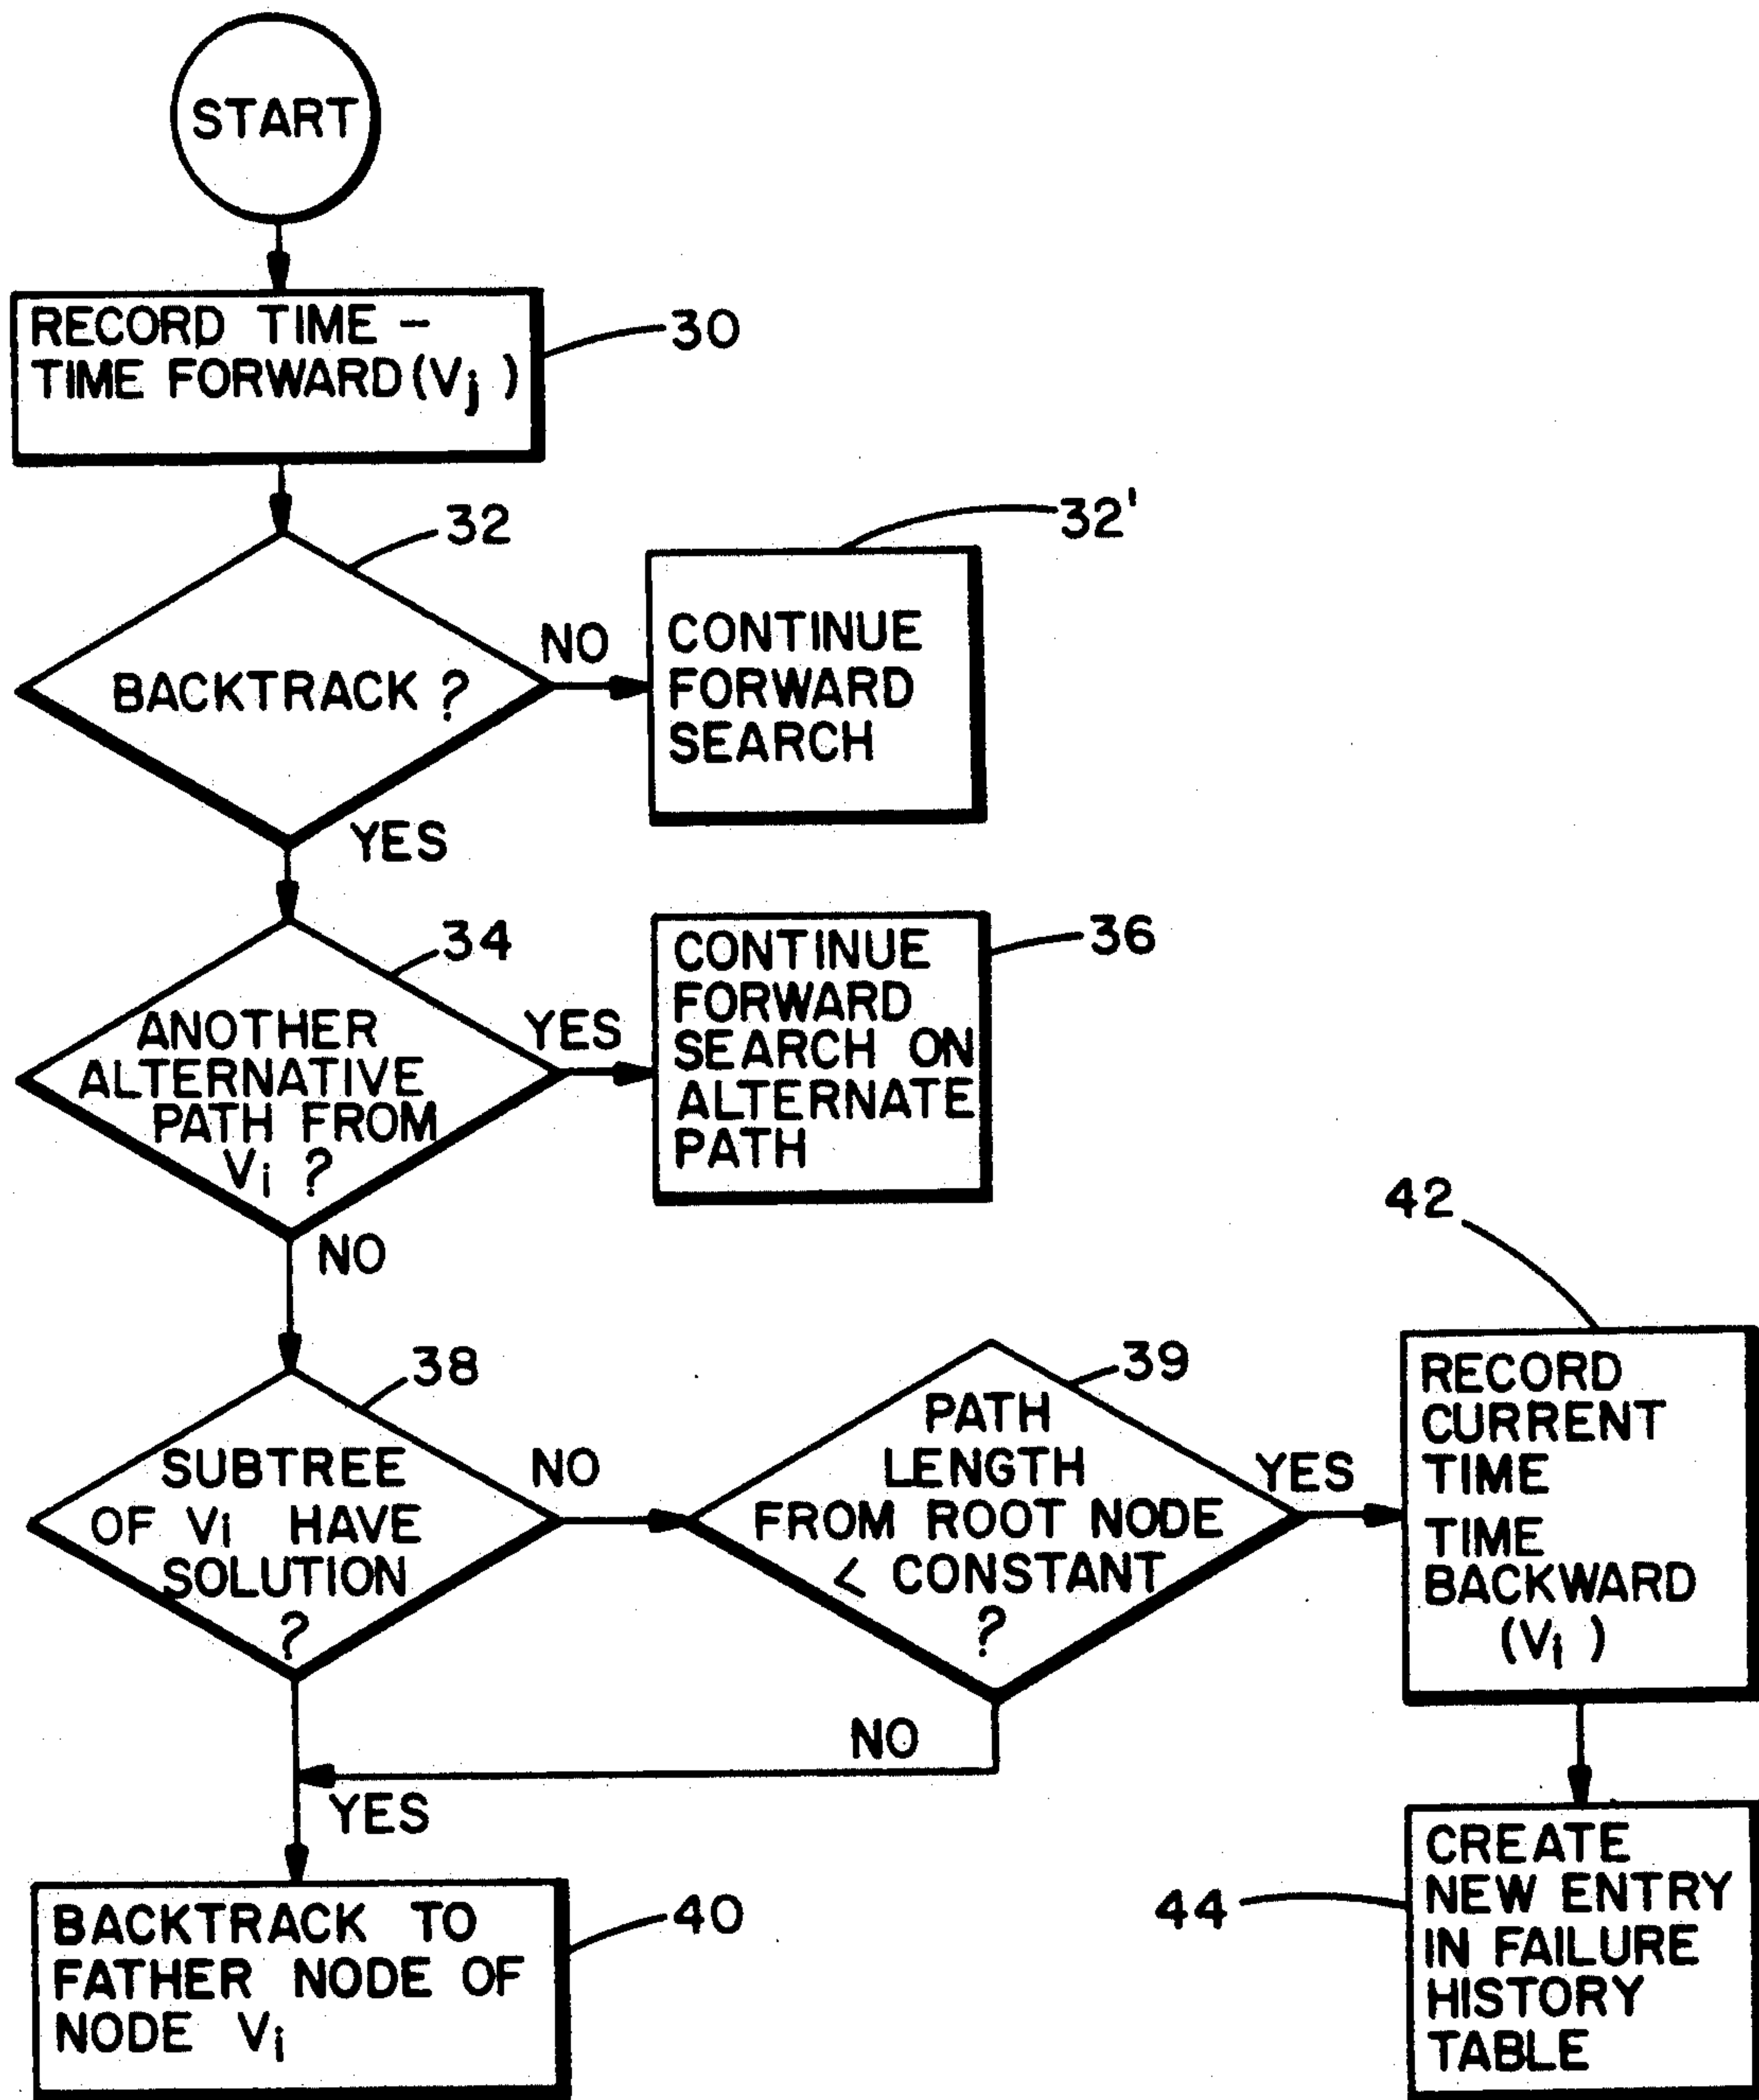 START
RECORD TIME –
TIME FORWARD (Vj )
30
32
BACKTRACK ?
NO
32'
CONTINUE
FORWARD
SEARCH
YES
34
ANOTHER
ALTERNATIVE
PATH FROM
Vi ?
YES
36
CONTINUE
FORWARD
SEARCH ON
ALTERNATE
PATH
NO
38
SUBTREE
OF Vi HAVE
SOLUTION
?
NO
39
PATH
LENGTH
FROM ROOT NODE
< CONSTANT
?
YES
42
RECORD
CURRENT
TIME
TIME
BACKWARD
(Vi )
NO
YES
40
BACKTRACK TO
FATHER NODE OF
NODE Vi
44
CREATE
NEW ENTRY
IN FAILURE
HISTORY
TABLE